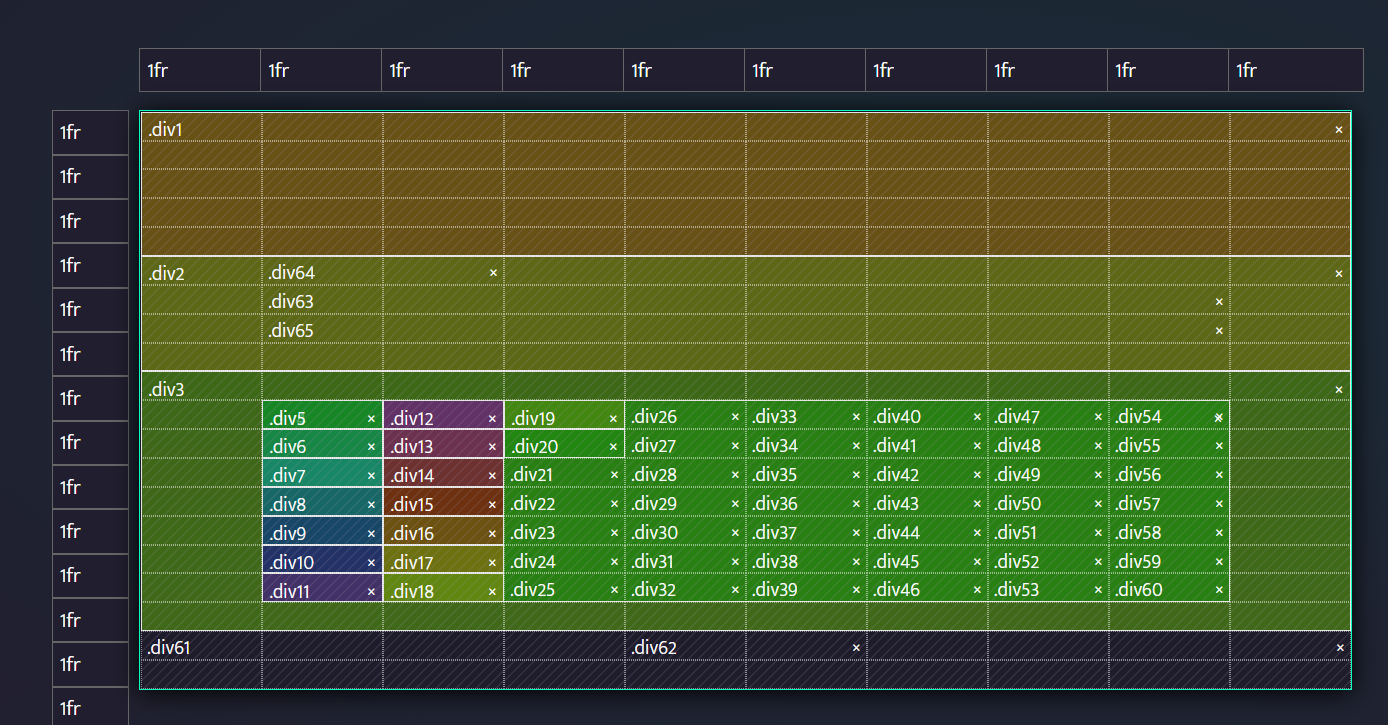 1fr 1fr 1fr 1fr 1fr 1fr 1fr 1fr 1fr 1fr
1fr
.div1 ×
1fr
1fr
1fr
.div2 .div64 × ×
1fr
.div63 ×
.div65 ×
1fr
.div3 ×
1fr
.div5 × .div12 × .div19 × .div26 × .div33 × .div40 × .div47 × .div54 ×
1fr
.div6 × .div13 × .div20 × .div27 × .div34 × .div41 × .div48 × .div55 ×
.div7 × .div14 × .div21 × .div28 × .div35 × .div42 × .div49 × .div56 ×
1fr
.div8 × .div15 × .div22 × .div29 × .div36 × .div43 × .div50 × .div57 ×
1fr
.div9 × .div16 × .div23 × .div30 × .div37 × .div44 × .div51 × .div58 ×
.div10 × .div17 × .div24 × .div31 × .div38 × .div45 × .div52 × .div59 ×
1fr
.div11 × .div18 × .div25 × .div32 × .div39 × .div46 × .div53 × .div60 ×
1fr
.div61 .div62 × ×
1fr
1fr